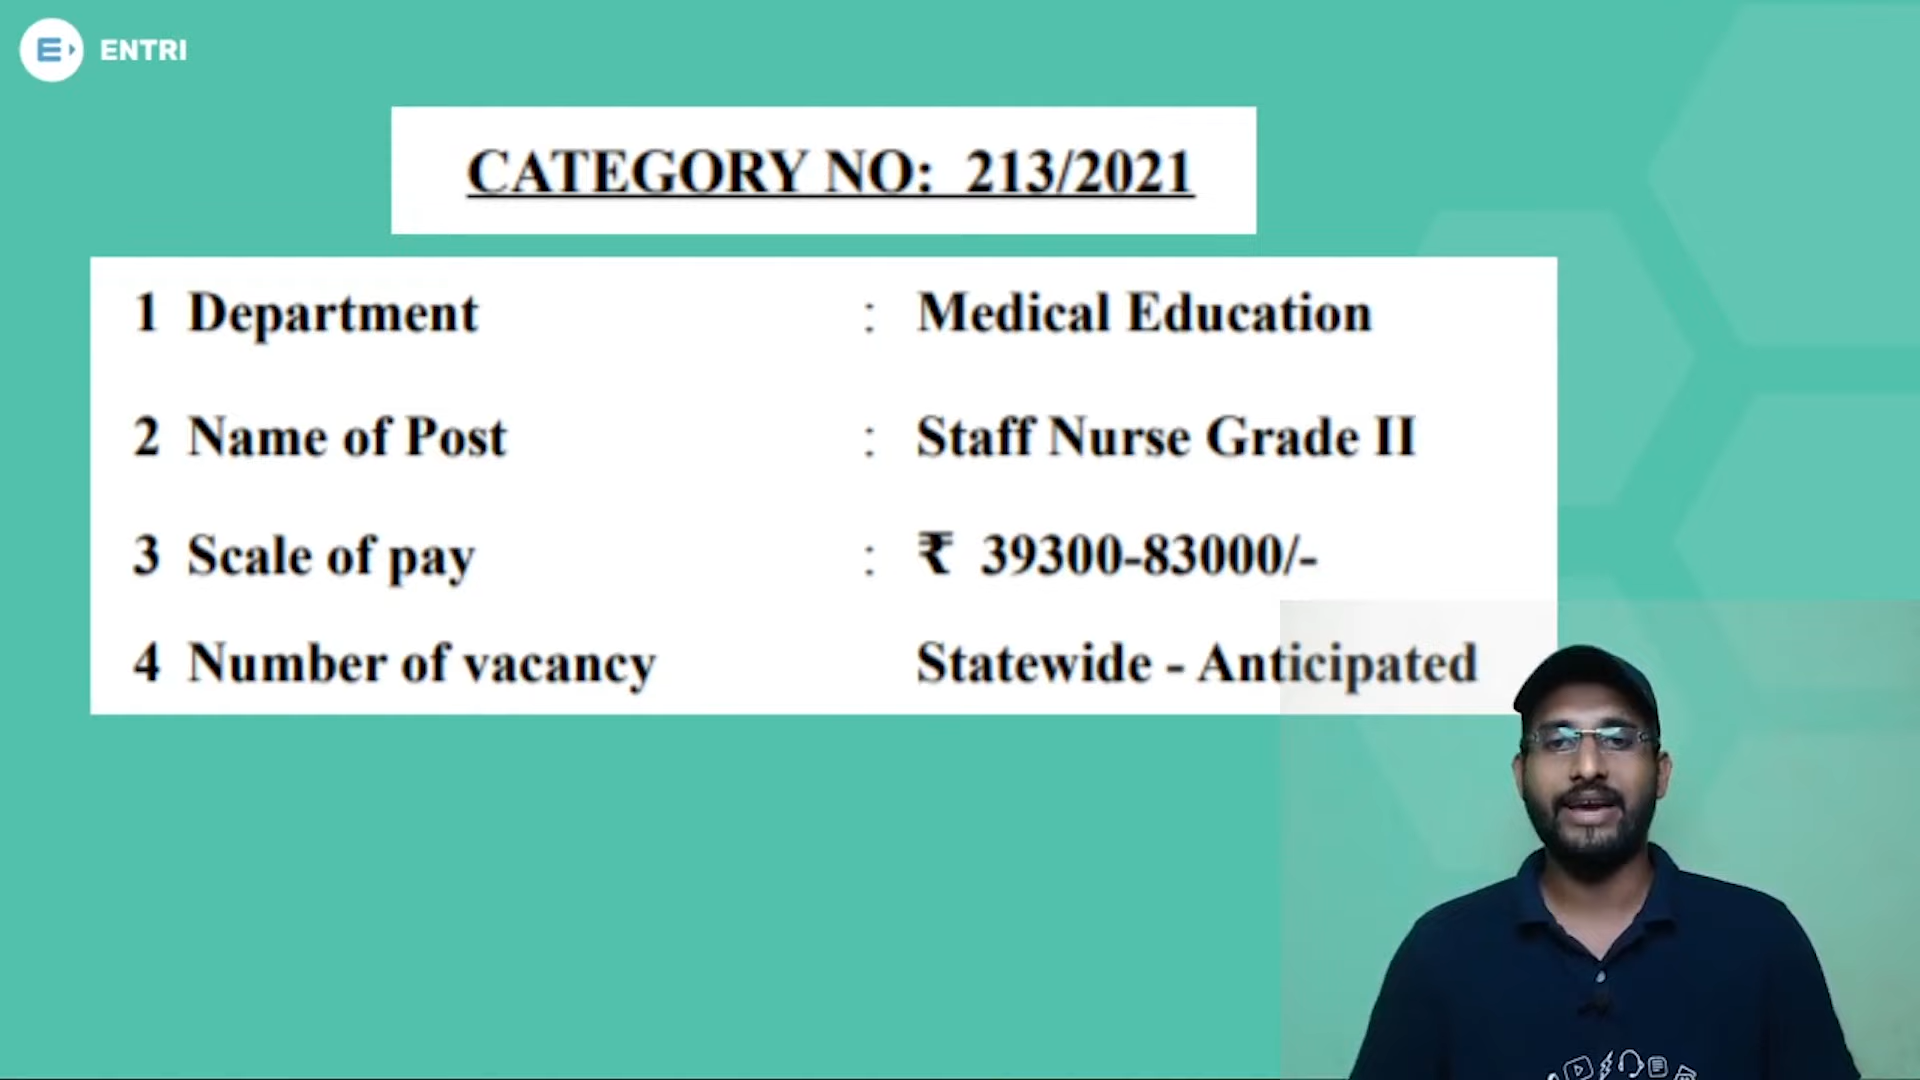 ENTRI
CATEGORY NO: 213/2021
1 Department : Medical Education
2 Name of Post : Staff Nurse Grade II
3 Scale of pay : ₹ 39300-83000/-
4 Number of vacancy Statewide - Anticipated